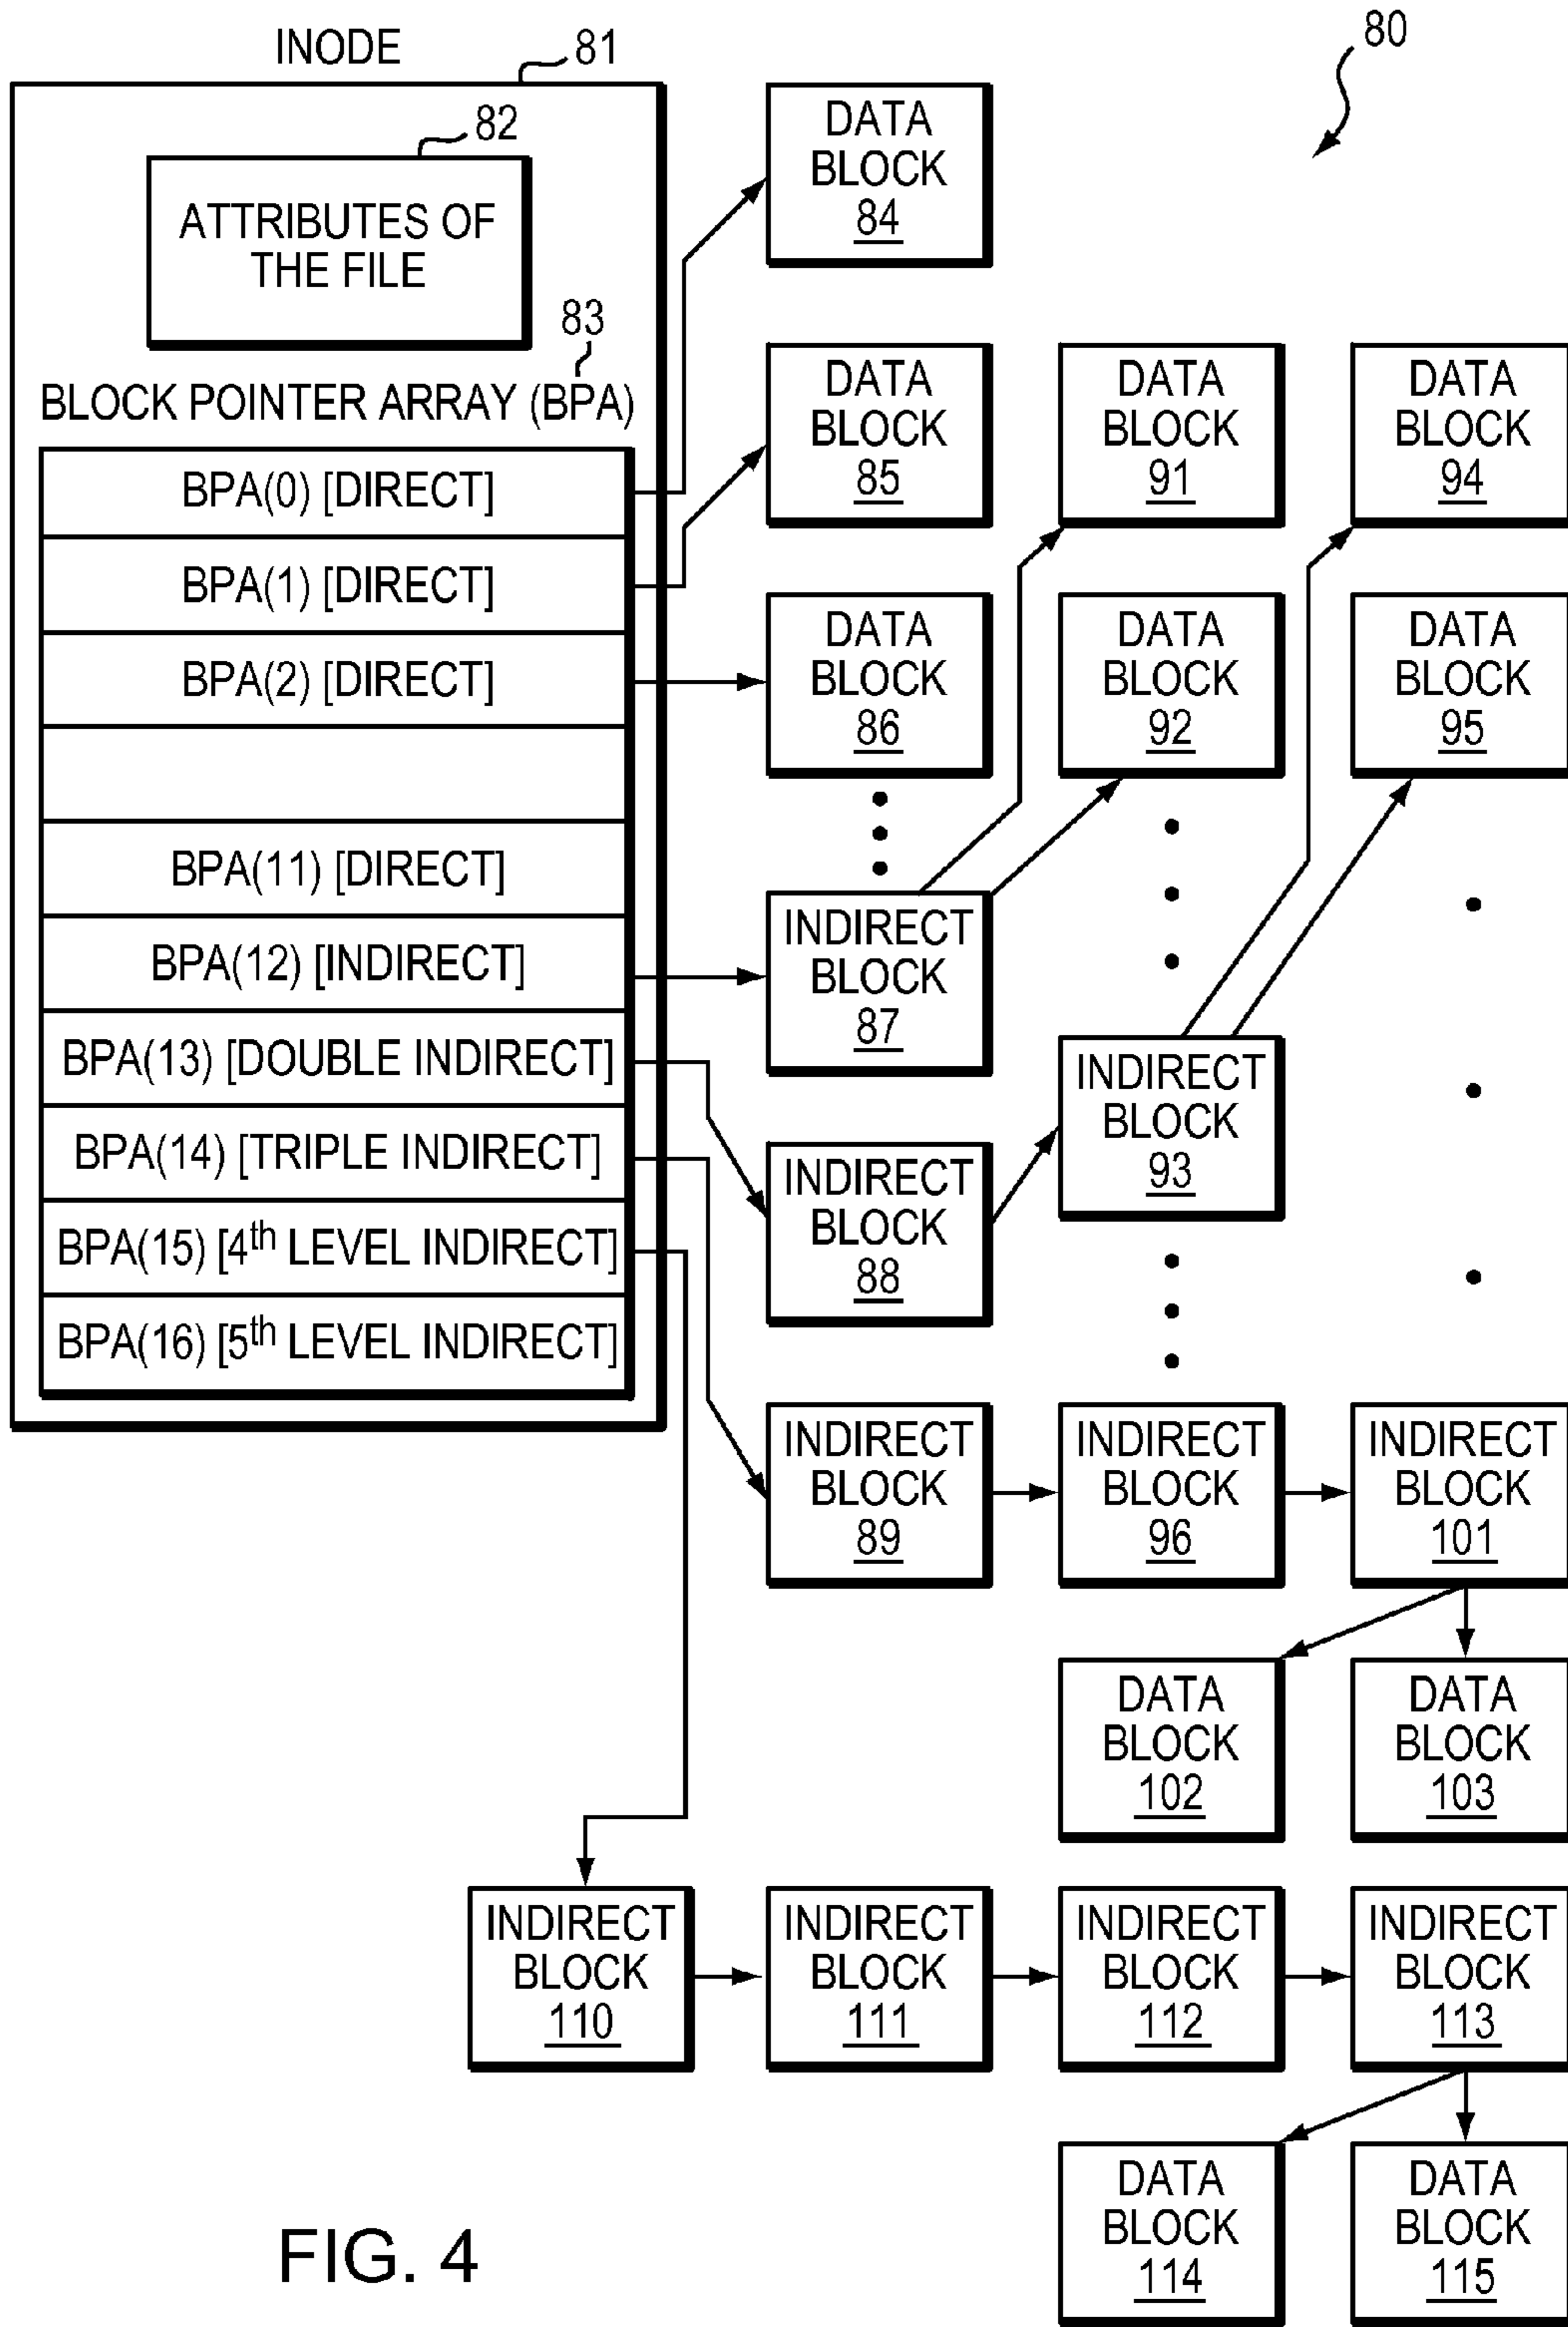 INODE
81
80
82
ATTRIBUTES OF
THE FILE
83
BLOCK POINTER ARRAY (BPA)
BPA(0) [DIRECT]
BPA(1) [DIRECT]
BPA(2) [DIRECT]
BPA(11) [DIRECT]
BPA(12) [INDIRECT]
BPA(13) [DOUBLE INDIRECT]
BPA(14) [TRIPLE INDIRECT]
BPA(15) [4th LEVEL INDIRECT]
BPA(16) [5th LEVEL INDIRECT]
DATA
BLOCK
84
DATA
BLOCK
85
DATA
BLOCK
91
DATA
BLOCK
94
DATA
BLOCK
86
DATA
BLOCK
92
DATA
BLOCK
95
INDIRECT
BLOCK
87
INDIRECT
BLOCK
93
INDIRECT
BLOCK
88
INDIRECT
BLOCK
89
INDIRECT
BLOCK
96
INDIRECT
BLOCK
101
DATA
BLOCK
102
DATA
BLOCK
103
INDIRECT
BLOCK
110
INDIRECT
BLOCK
111
INDIRECT
BLOCK
112
INDIRECT
BLOCK
113
DATA
BLOCK
114
DATA
BLOCK
115
FIG. 4